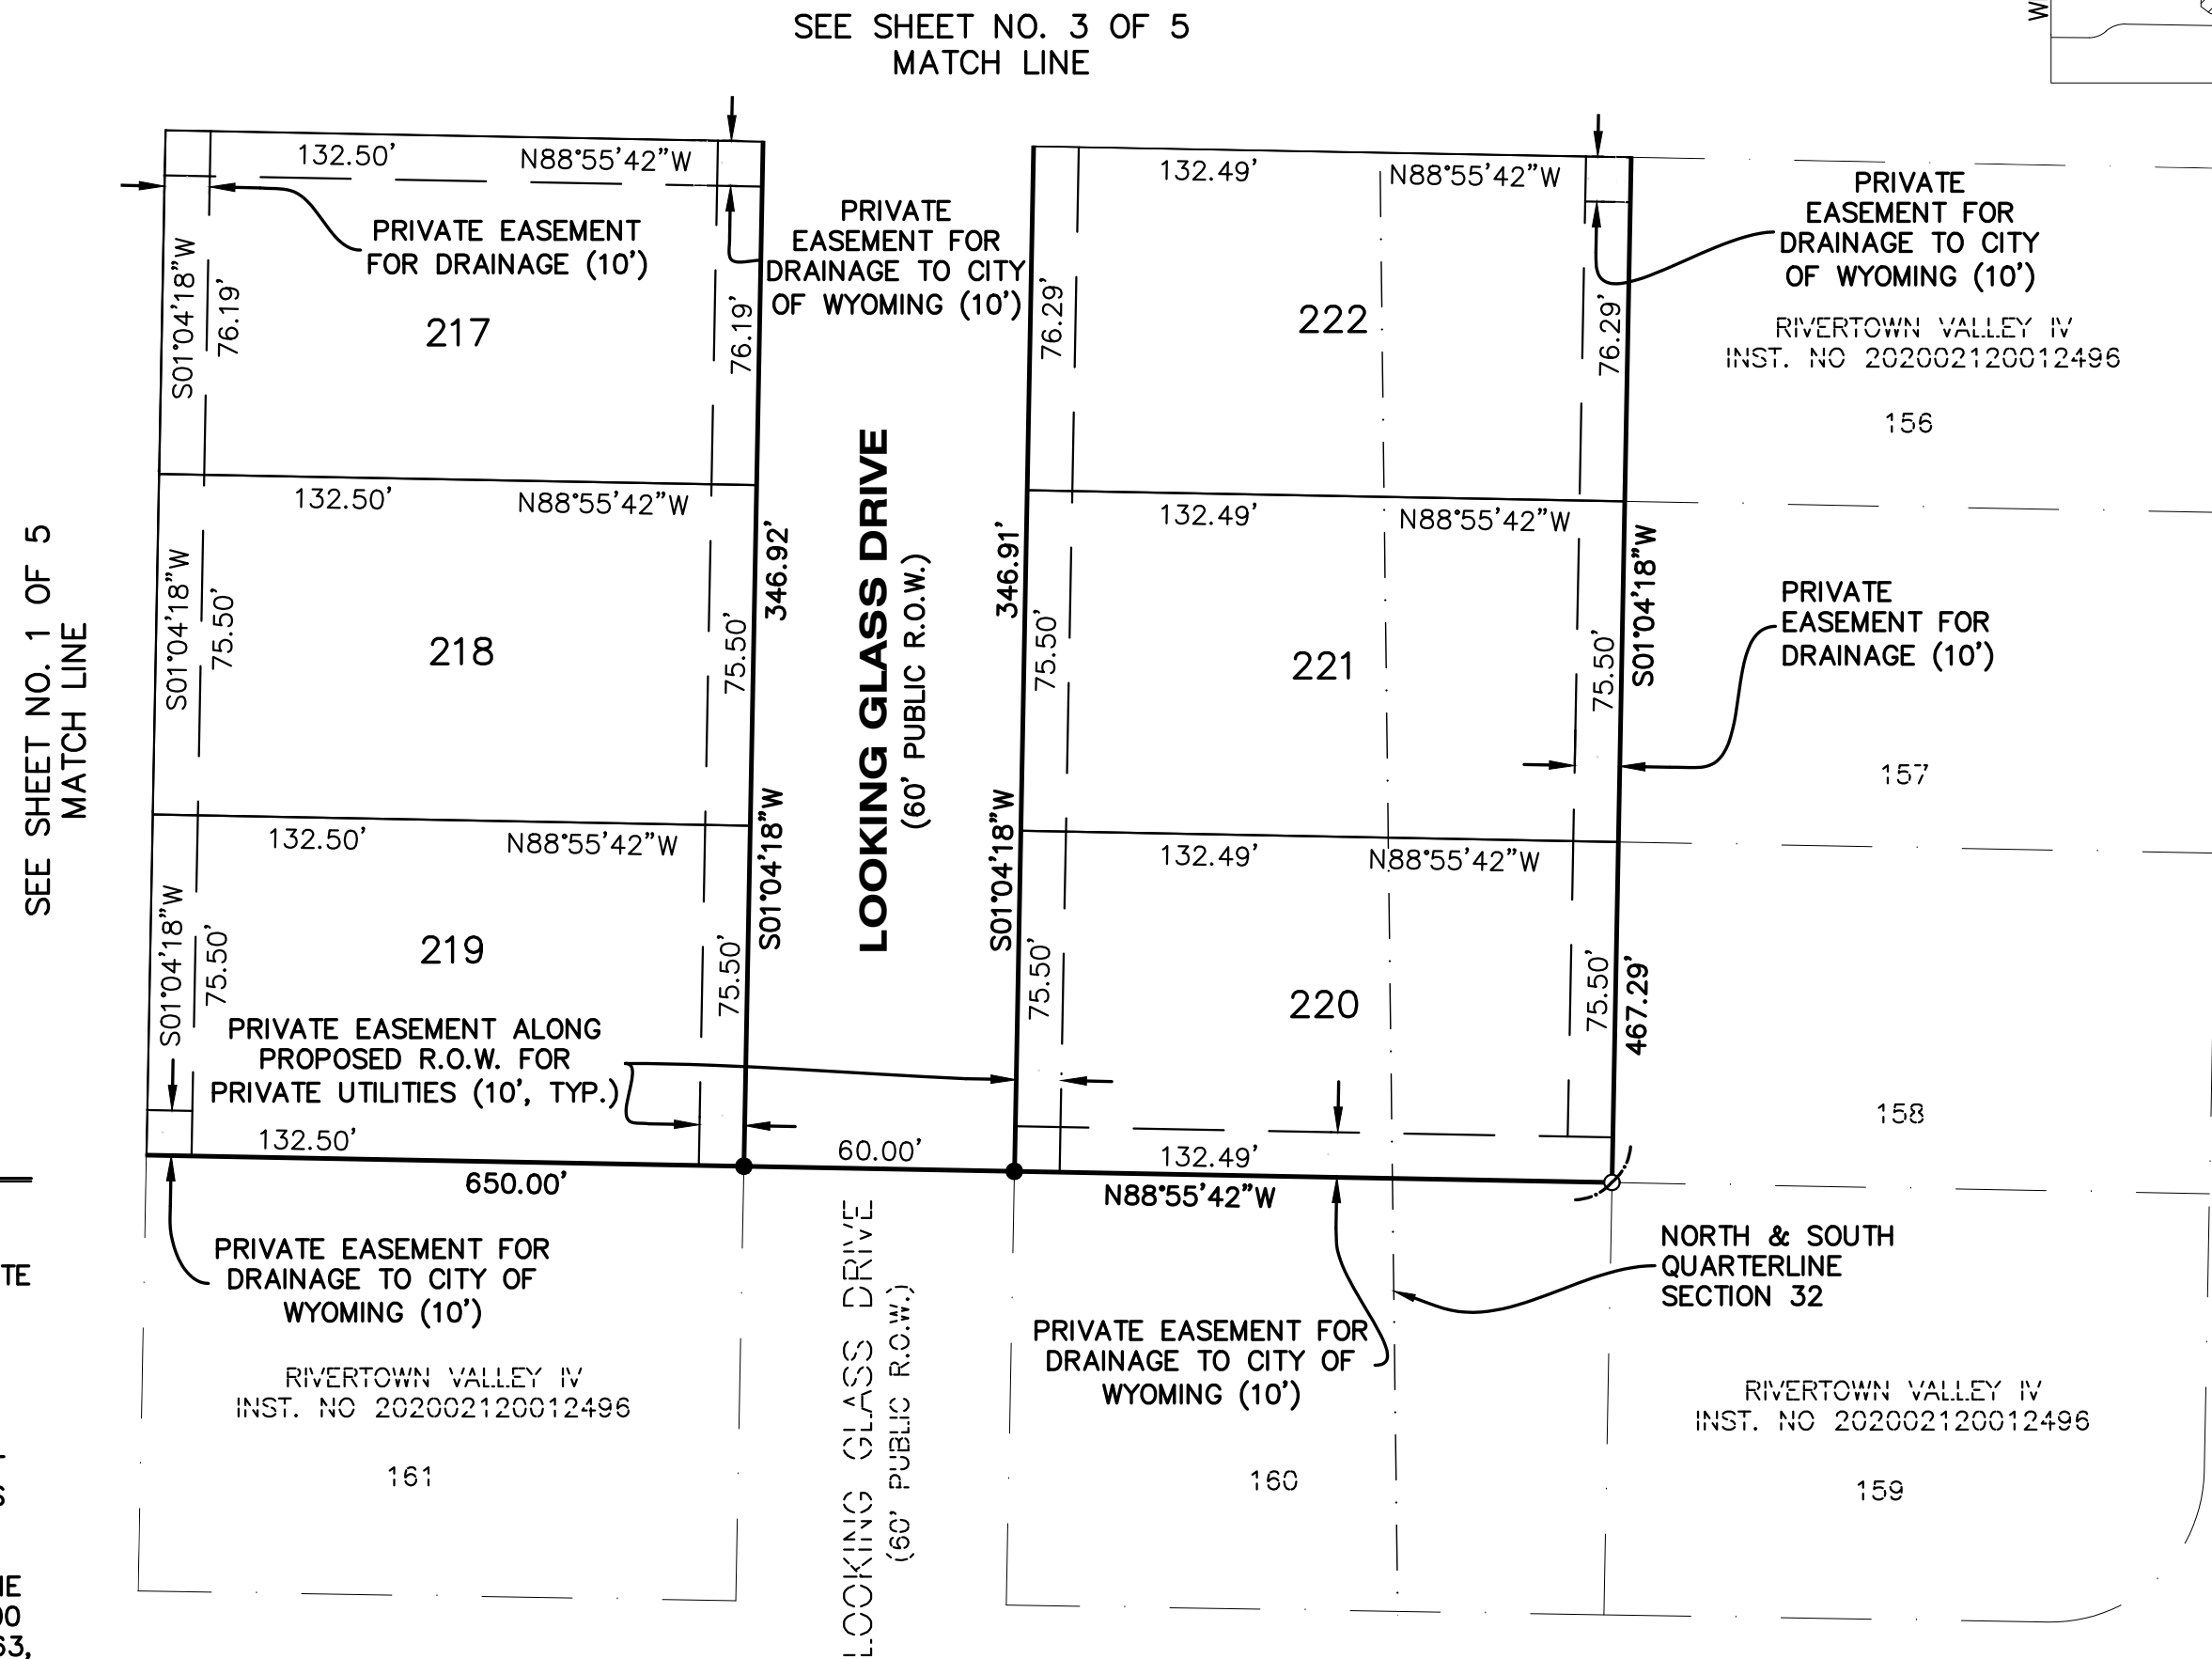 SEE SHEET NO. 3 OF 5
MATCH LINE
W
132.50' N88°55'42"W
PRIVATE EASEMENT
FOR DRAINAGE (10')
S01°04'18"W
76.19'
217
76.19'
PRIVATE
EASEMENT FOR
DRAINAGE TO CITY
OF WYOMING (10')
132.49' N88°55'42"W
76.29'
222
76.29'
PRIVATE
EASEMENT FOR
DRAINAGE TO CITY
OF WYOMING (10')
RIVERTOWN VALLEY IV
INST. NO 202002120012496
156
SEE SHEET NO. 1 OF 5
MATCH LINE
132.50' N88°55'42"W
S01°04'18"W
75.50'
218
75.50'
346.92'
S01°04'18"W
LOOKING GLASS DRIVE
(60' PUBLIC R.O.W.)
346.91'
S01°04'18"W
132.49' N88°55'42"W
75.50'
221
75.50'
S01°04'18"W
467.29'
PRIVATE
EASEMENT FOR
DRAINAGE (10')
157
132.50' N88°55'42"W
S01°04'18"W
75.50'
219
75.50'
PRIVATE EASEMENT ALONG
PROPOSED R.O.W. FOR
PRIVATE UTILITIES (10', TYP.)
132.50'
650.00'
60.00'
132.49' N88°55'42"W
75.50'
220
75.50'
132.49'
N88°55'42"W
158
TE
PRIVATE EASEMENT FOR
DRAINAGE TO CITY OF
WYOMING (10')
RIVERTOWN VALLEY IV
INST. NO 202002120012496
161
LOOKING GLASS DRIVE
(60' PUBLIC R.O.W.)
PRIVATE EASEMENT FOR
DRAINAGE TO CITY OF
WYOMING (10')
160
NORTH & SOUTH
QUARTERLINE
SECTION 32
RIVERTOWN VALLEY IV
INST. NO 202002120012496
159
S
IE
00
63,